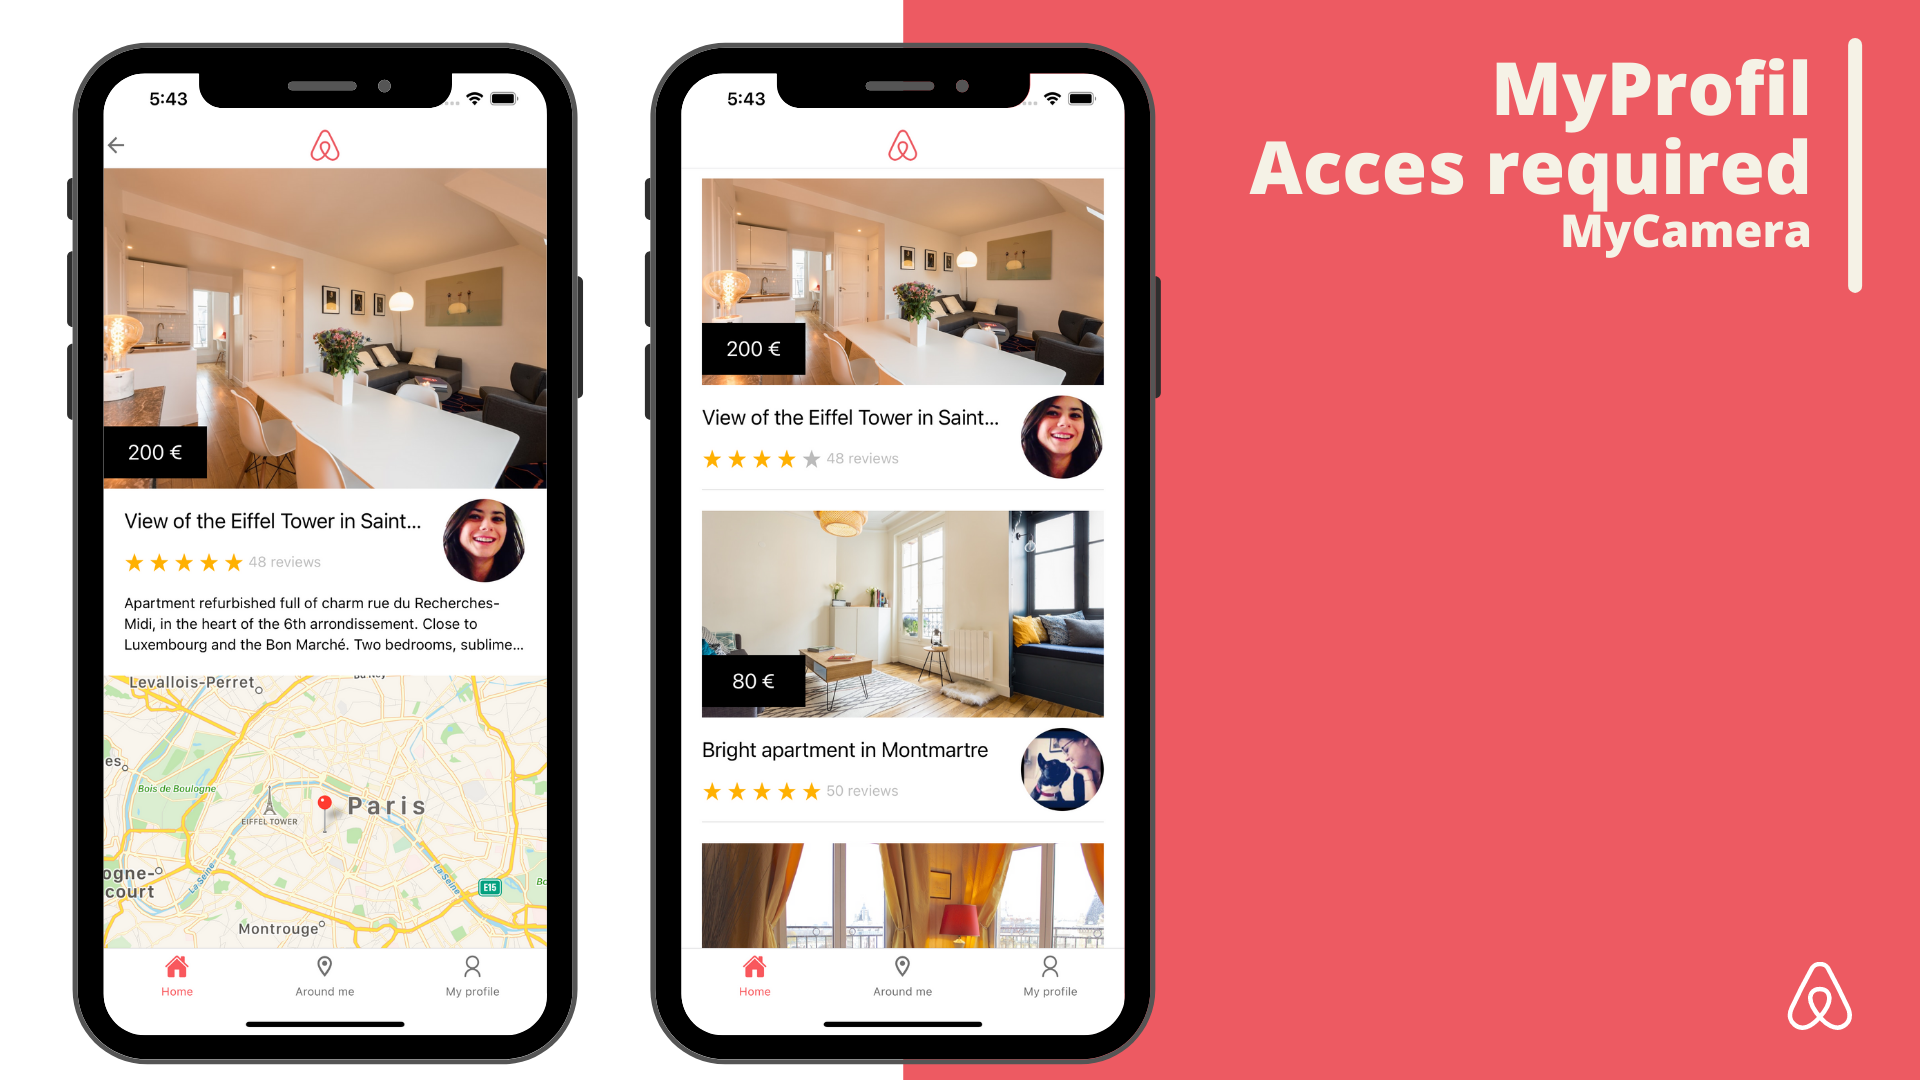 5:43
200 €
View of the Eiffel Tower in Saint...
48 reviews
Apartment refurbished full of charm rue du Recherches-
Midi, in the heart of the 6th arrondissement. Close to
Luxembourg and the Bon Marché. Two bedrooms, sublime...
Levallois-Perret
es
Bois de Boulogne
EIFFEL TOWER
Paris
ogne-
court
La Seine
La Seine
E15
Bo
Montrouge
Home
Around me
My profile
5:43
200 €
View of the Eiffel Tower in Saint...
48 reviews
80 €
Bright apartment in Montmartre
50 reviews
Home
Around me
My profile
MyProfil
Acces required
MyCamera